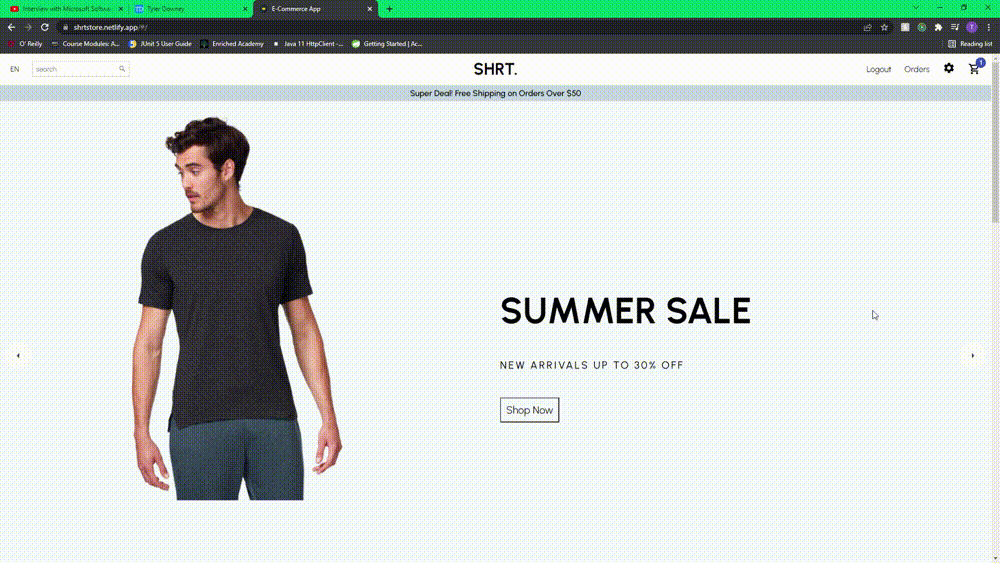 Interview with Microsoft Softwa
Tyler Downey
E-Commerce App
shrtstore.netlify.app/#/
O' Reilly
Course Modules: A...
JUnit 5 User Guide
Enriched Academy
Java 11 HttpClient -...
Getting Started | Ac...
Reading list
EN
search
SHRT.
Logout
Orders
1
Super Deal! Free Shipping on Orders Over $50
SUMMER SALE
NEW ARRIVALS UP TO 30% OFF
Shop Now